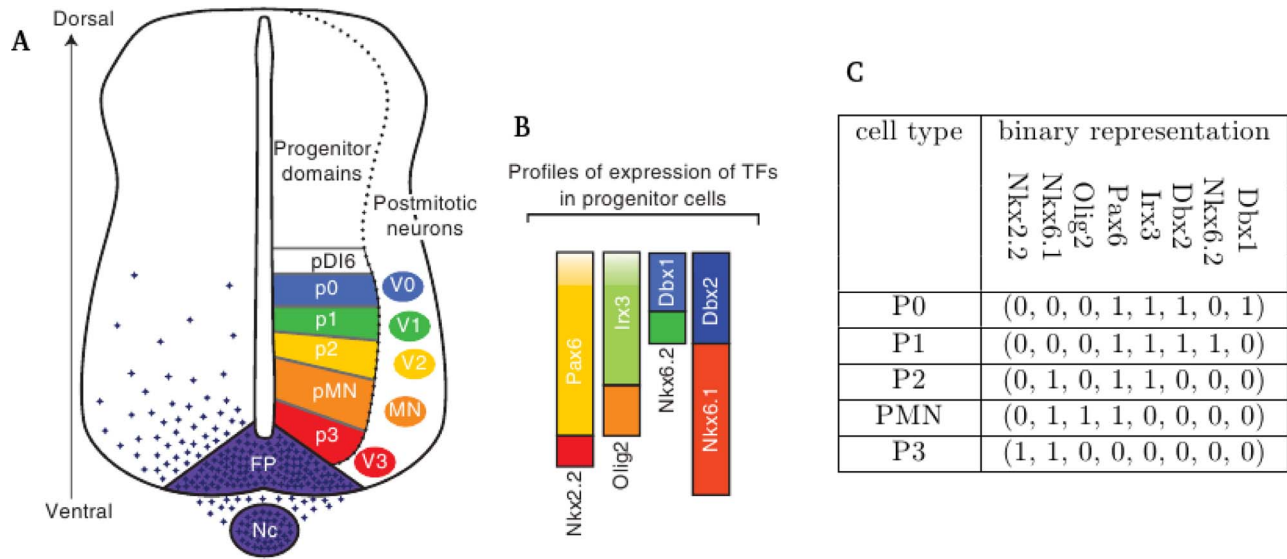 A
Dorsal
Ventral
Progenitor
domains
Postmitotic
neurons
pDI6
p0
p1
p2
pMN
p3
FP
Nc
V0
V1
V2
MN
V3
B
Profiles of expression of TFs
in progenitor cells
Pax6
Nkx2.2
Irx3
Olig2
Dbx1
Nkx6.2
Dbx2
Nkx6.1
C
cell type binary representation
Nkx2.2 Nkx6.1 Olig2 Pax6 Irx3 Dbx2 Nkx6.2 Dbx1
P0 (0, 0, 0, 1, 1, 1, 0, 1)
P1 (0, 0, 0, 1, 1, 1, 1, 0)
P2 (0, 1, 0, 1, 1, 0, 0, 0)
PMN (0, 1, 1, 1, 0, 0, 0, 0)
P3 (1, 1, 0, 0, 0, 0, 0, 0)